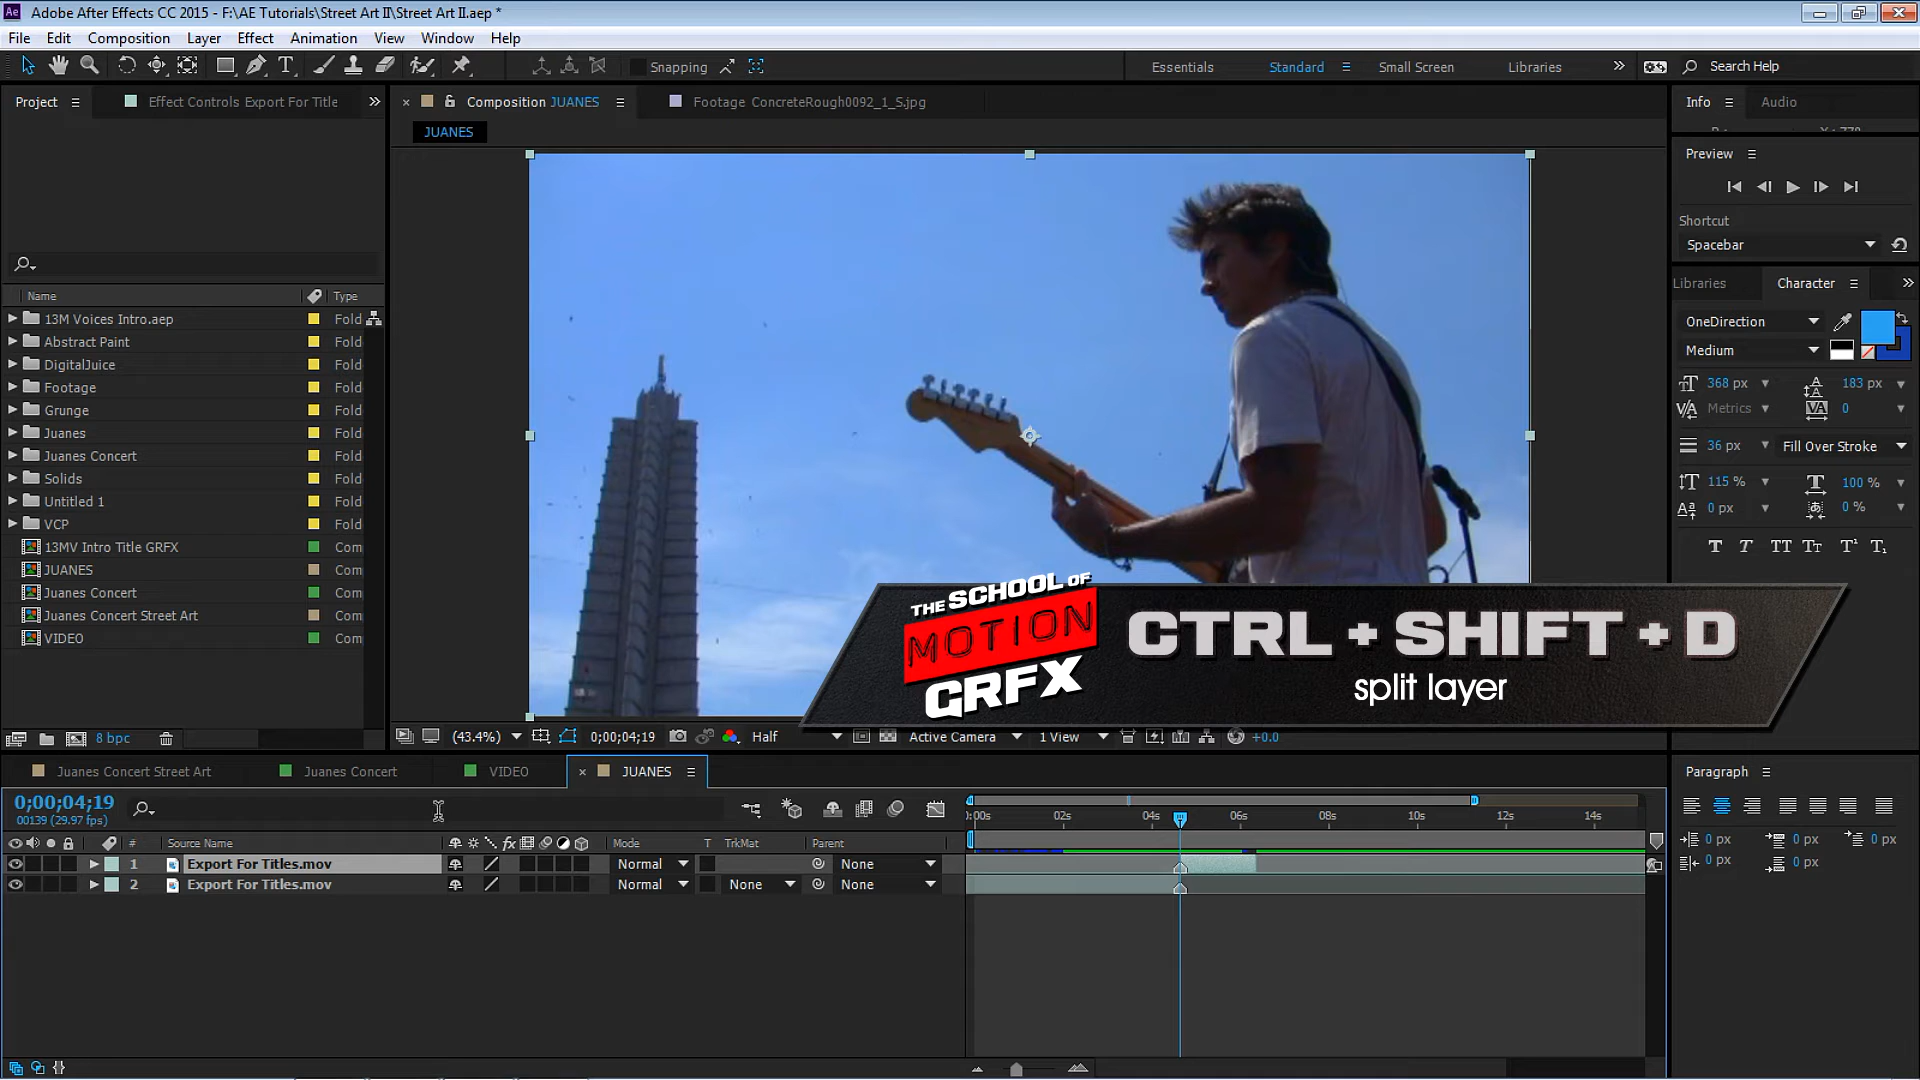 Adobe After Effects CC 2015 - F:\AE Tutorials\Street Art II\Street Art II.aep *
File Edit Composition Layer Effect Animation View Window Help
Snapping
Essentials Standard Small Screen Libraries Search Help
Project Effect Controls Export For Title
Composition JUANES Footage ConcreteRough0092_1_S.jpg
Info Audio
JUANES
Preview
Shortcut
Spacebar
Libraries Character
Name Type
13M Voices Intro.aep Fold
Abstract Paint Fold
DigitalJuice Fold
Footage Fold
Grunge Fold
Juanes Fold
Juanes Concert Fold
Solids Fold
Untitled 1 Fold
VCP Fold
13MV Intro Title GRFX Com
JUANES Com
Juanes Concert Com
Juanes Concert Street Art Com
VIDEO Com
8 bpc
OneDirection
Medium
368 px 183 px
Metrics 0
36 px Fill Over Stroke
115 % 100 %
0 px 0 %
T T TT Tt T¹ T₁
THE SCHOOL OF
MOTION
GRFX
CTRL + SHIFT + D
split layer
(43.4%) 0;00;04;19 Half Active Camera 1 View +0.0
Juanes Concert Street Art Juanes Concert VIDEO JUANES
Paragraph
0;00;04;19
00139 (29.97 fps)
0:00s 02s 04s 06s 08s 10s 12s 14s
# Source Name Mode T TrkMat Parent
1 Export For Titles.mov Normal None
2 Export For Titles.mov Normal None None
0 px 0 px 0 px
0 px 0 px